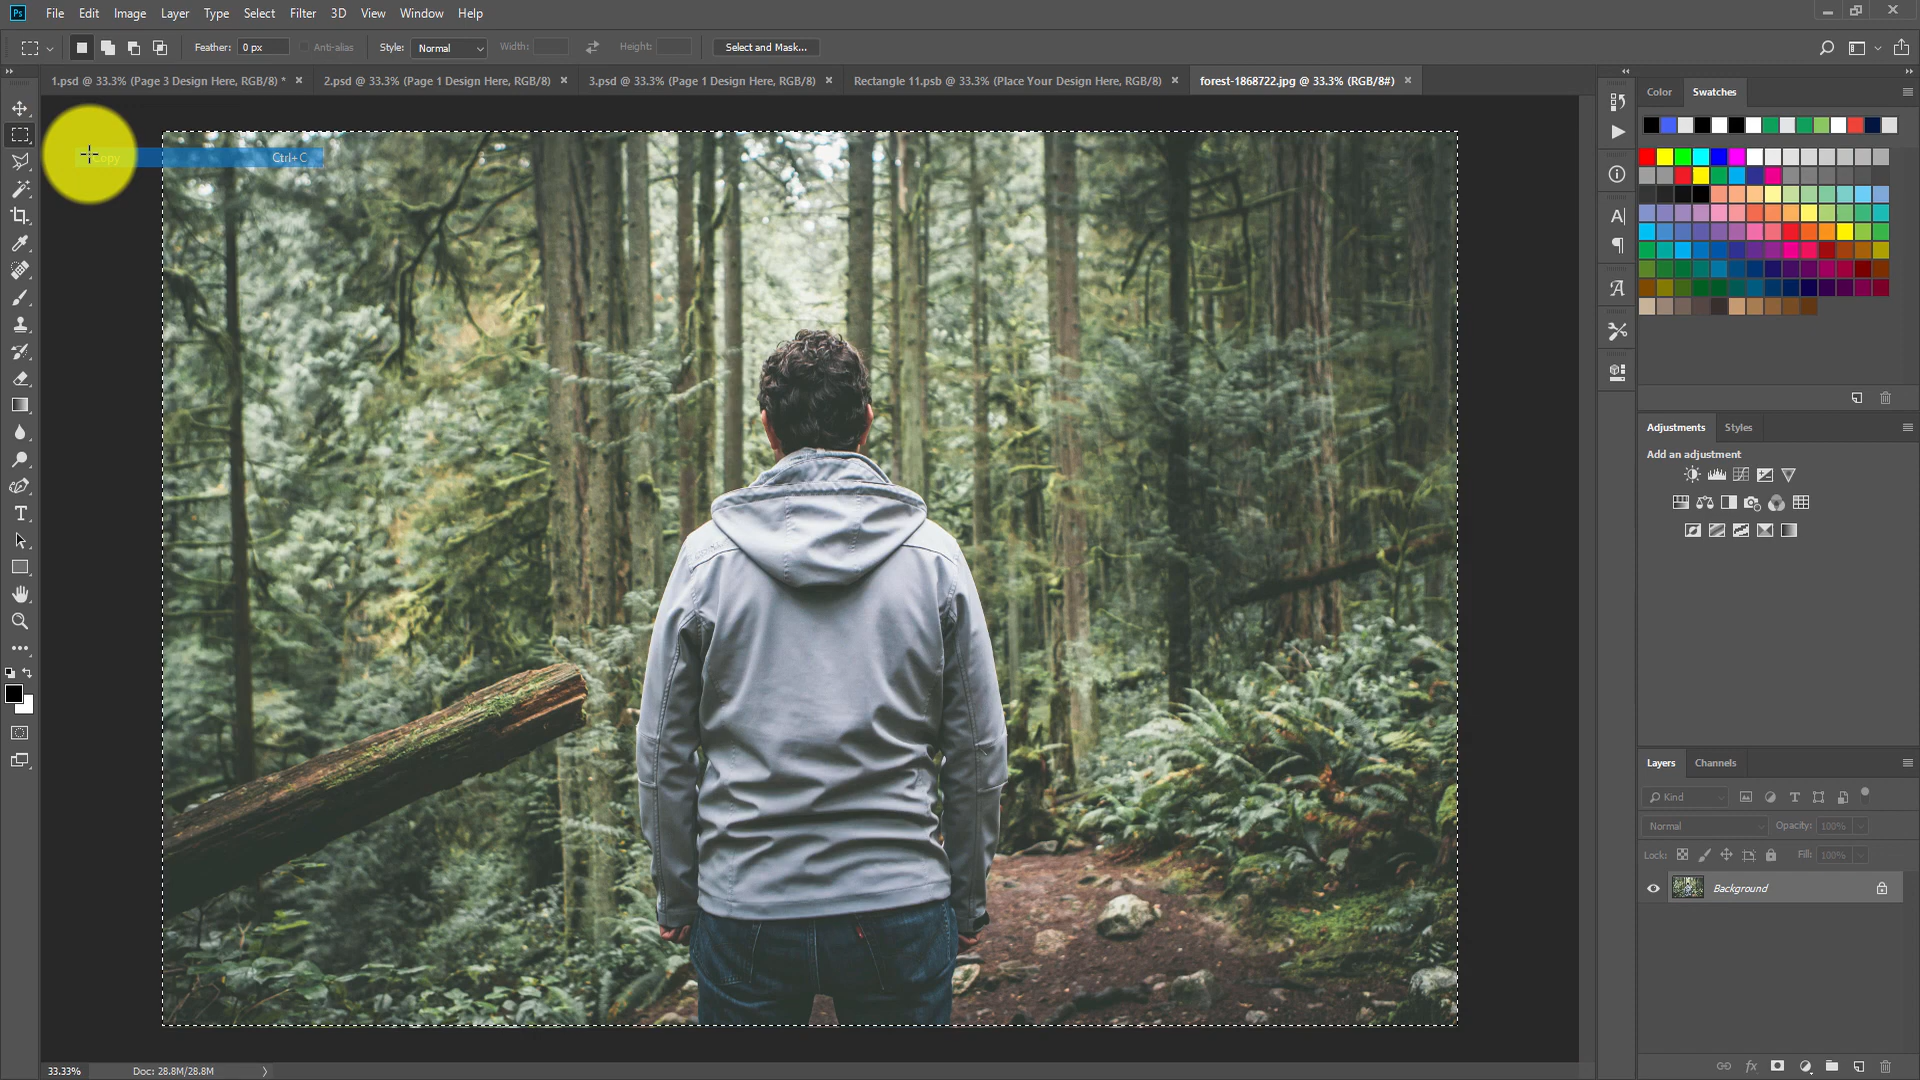 Ps File Edit Image Layer Type Select Filter 3D View Window Help
Feather: 0 px Anti-alias Style: Normal Width: Height: Select and Mask...
1.psd @ 33.3% (Page 3 Design Here, RGB/8) * × 2.psd @ 33.3% (Page 1 Design Here, RGB/8) × 3.psd @ 33.3% (Page 1 Design Here, RGB/8) × Rectangle 11.psb @ 33.3% (Place Your Design Here, RGB/8) × forest-1868722.jpg @ 33.3% (RGB/8#) ×
Color Swatches
Copy Ctrl+C
Adjustments Styles
Add an adjustment
Layers Channels
Kind
Normal Opacity: 100%
Lock: Fill: 100%
Background
fx
33.33% Doc: 28.8M/28.8M